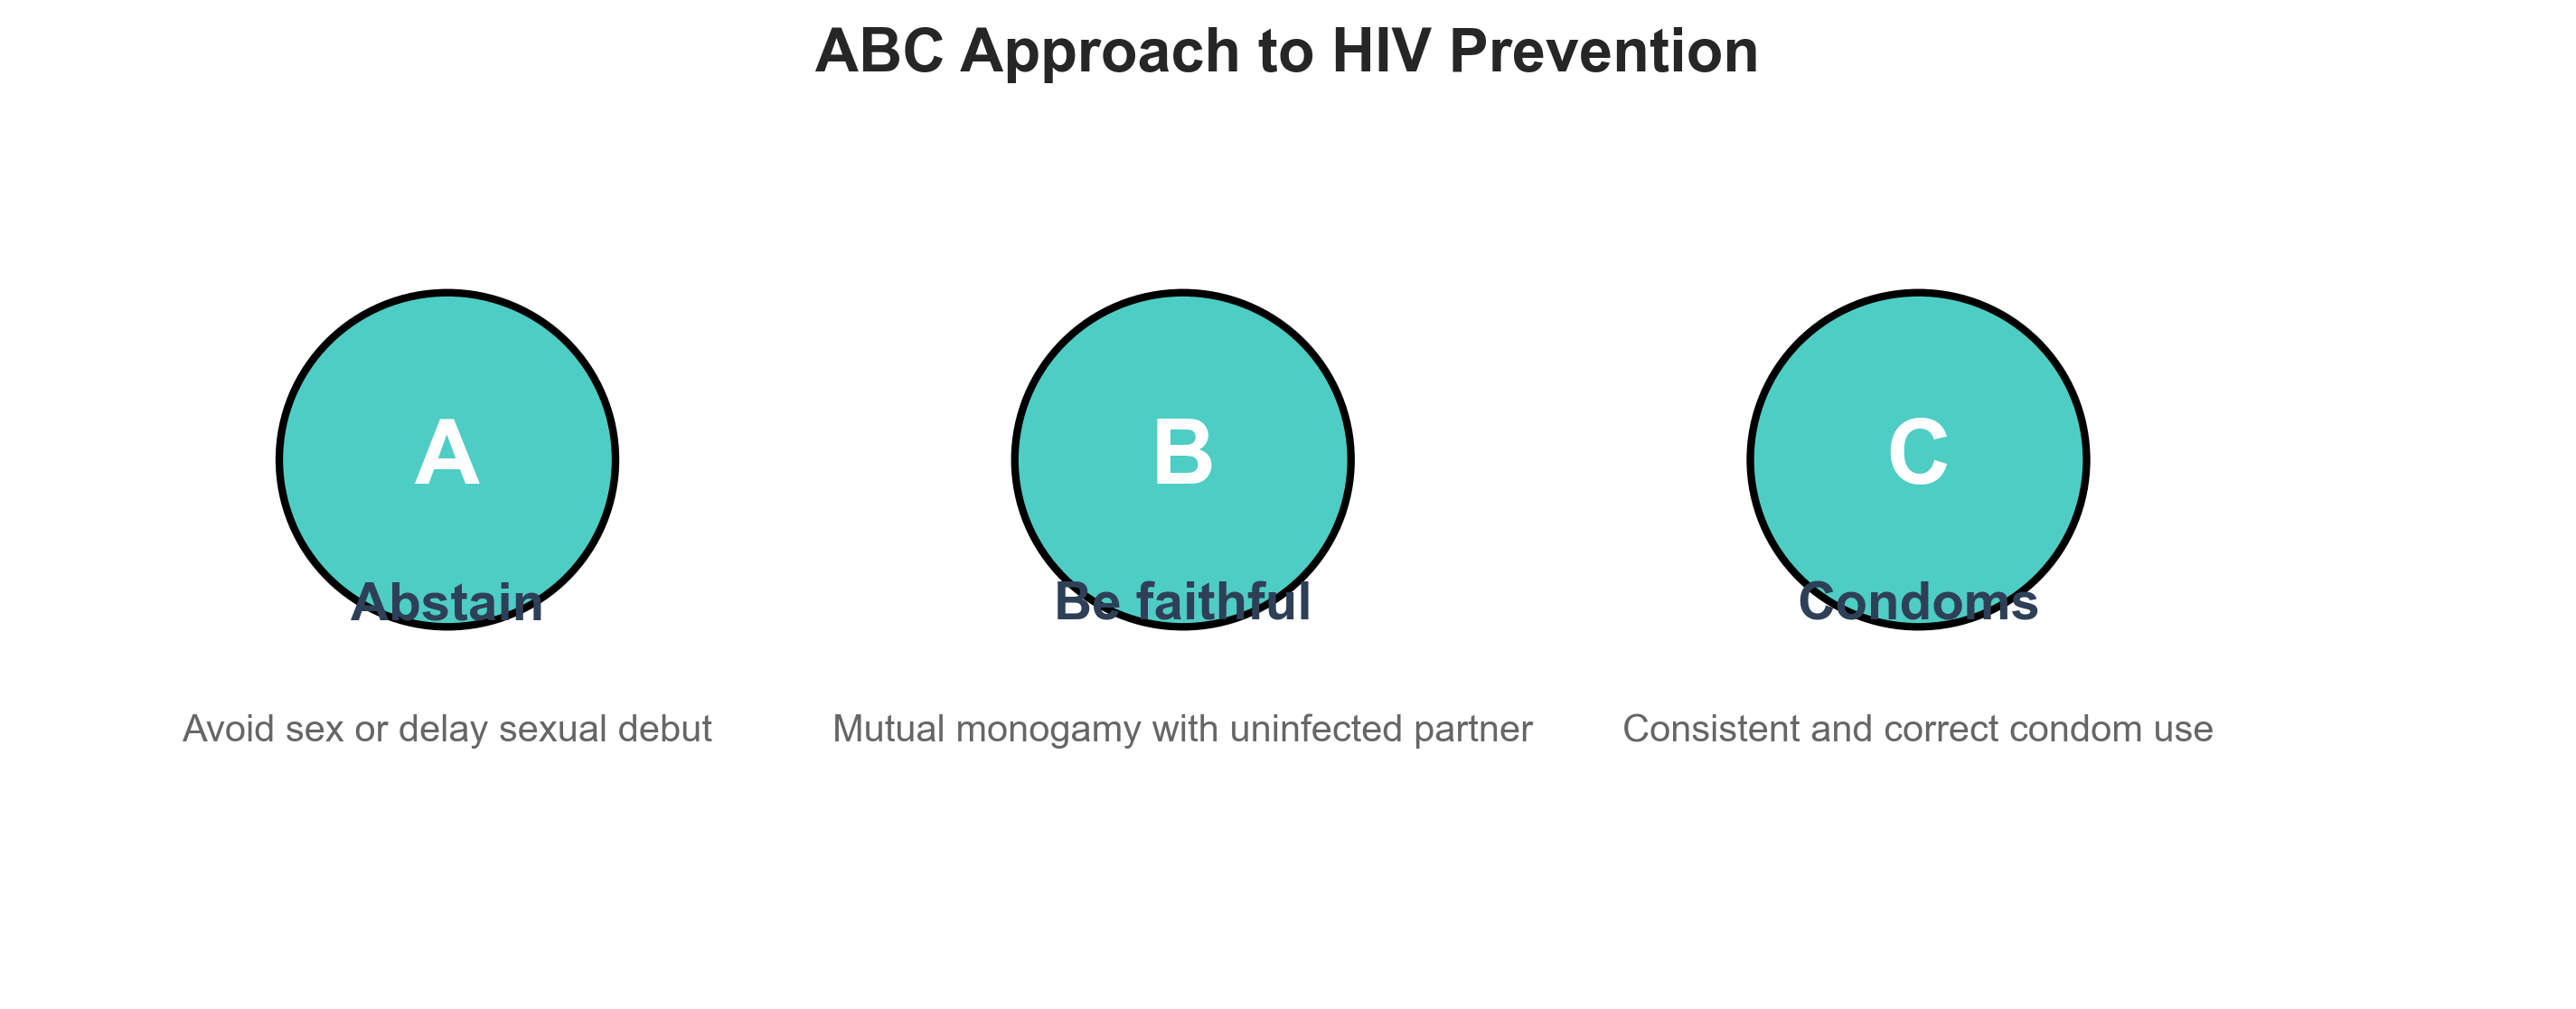 ABC Approach to HIV Prevention
A
B
C
Abstain
Be faithful
Condoms
Avoid sex or delay sexual debut
Mutual monogamy with uninfected partner
Consistent and correct condom use